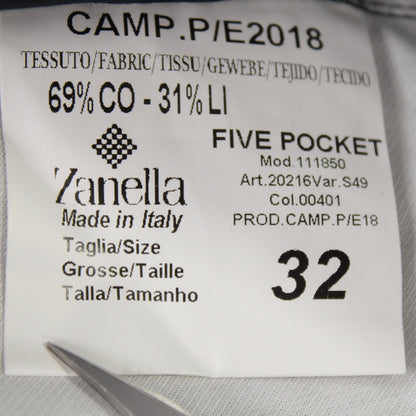 CAMP.P/E2018
TESSUTO/FABRIC/TISSU/GEWEBE/TEJIDO/TECIDO
69% CO - 31% LI
Zanella
Made in Italy
Taglia/Size
Grosse/Taille
Talla/Tamanho
FIVE POCKET
Mod.111850
Art.20216Var.S49
Col.00401
PROD.CAMP.P/E18
32